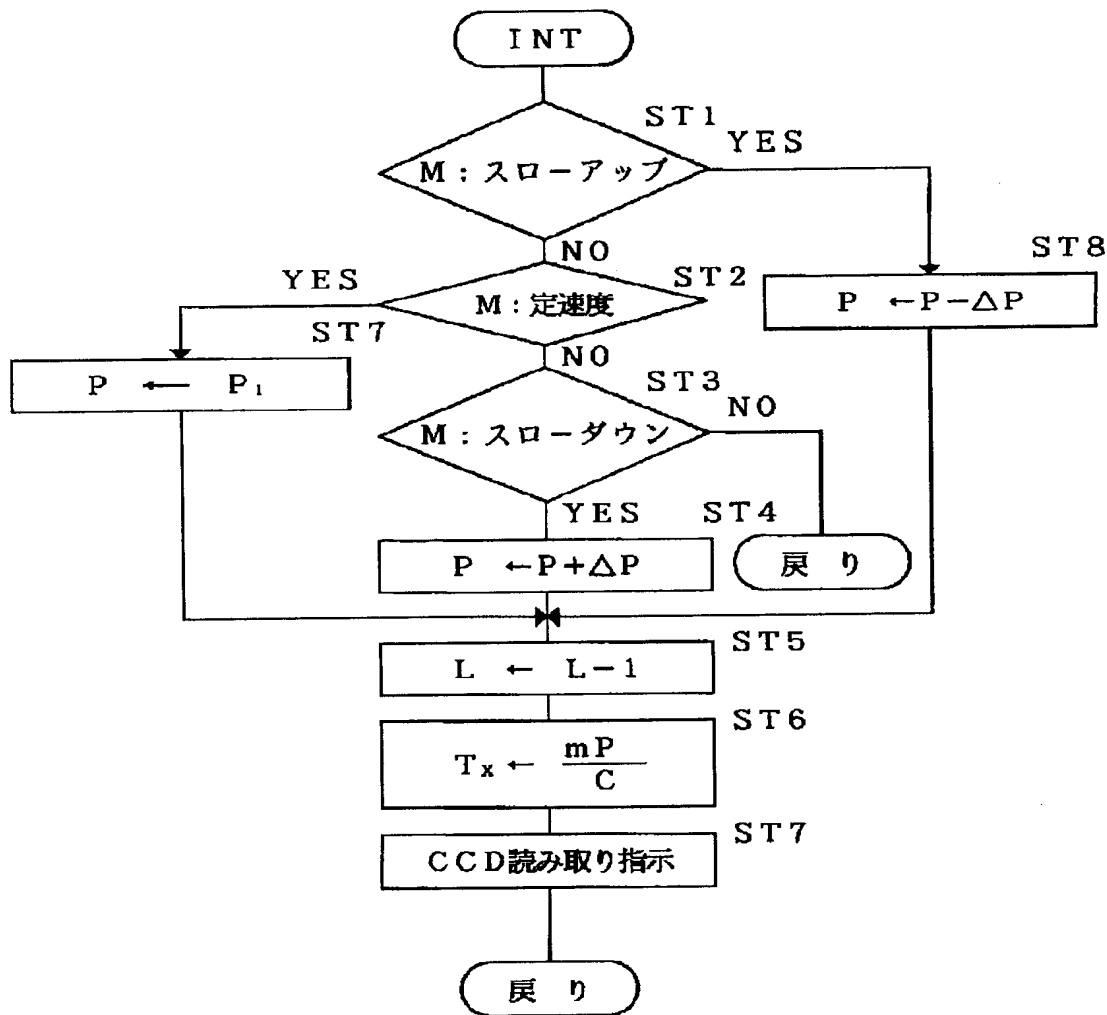 INT
ST1
YES
M:スローアップ
NO
ST8
P ←P-△P
YES
ST2
M:定速度
ST7
P ← P₁
NO
ST3
NO
M:スローダウン
YES
ST4
P ←P+△P
戻り
ST5
L ← L-1
ST6
Tx← mP/C
ST7
CCD読み取り指示
戻り